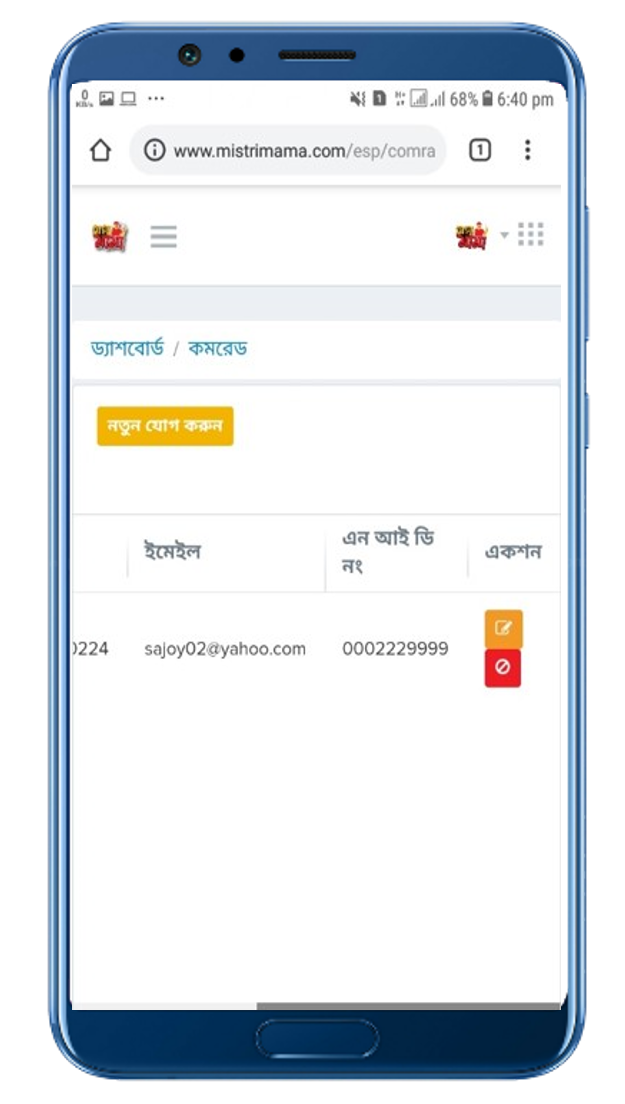 0
KB/s ... 68% 6:40 pm
www.mistrimama.com/esp/comra 1
ড্যাশবোর্ড / কমরেড
নতুন যোগ করুন
ইমেইল
এন আই ডি
নং
একশন
0224 sajoy02@yahoo.com 0002229999